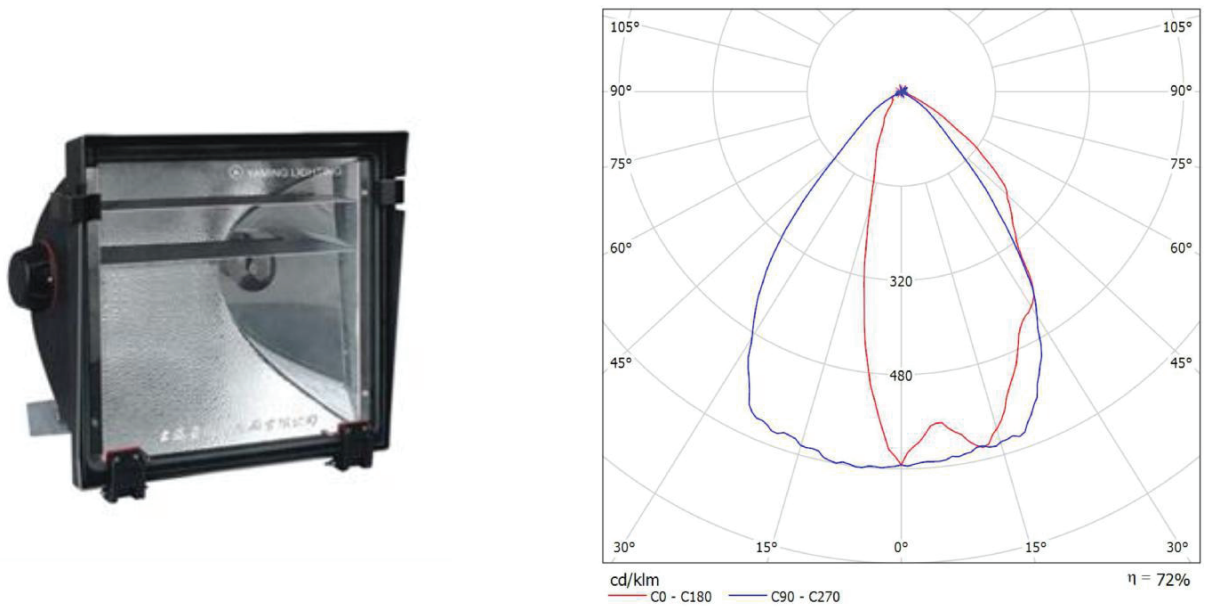 YAMING LIGHTING
105° 105°
90° 90°
75° 75°
60° 320 60°
45° 480 45°
30° 15° 0° 15° 30°
cd/klm η = 72%
C0 - C180 C90 - C270